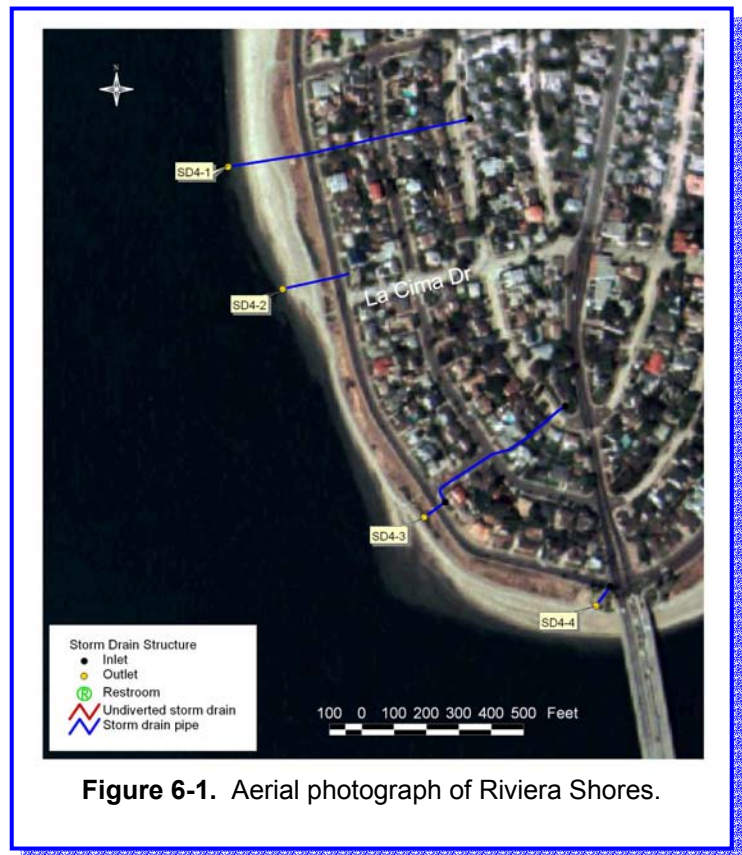 N
SD4-1
SD4-2
La Cima Dr
SD4-3
SD4-4
Storm Drain Structure
Inlet
Outlet
R Restroom
Undiverted storm drain
Storm drain pipe
100 0 100 200 300 400 500 Feet
Figure 6-1. Aerial photograph of Riviera Shores.